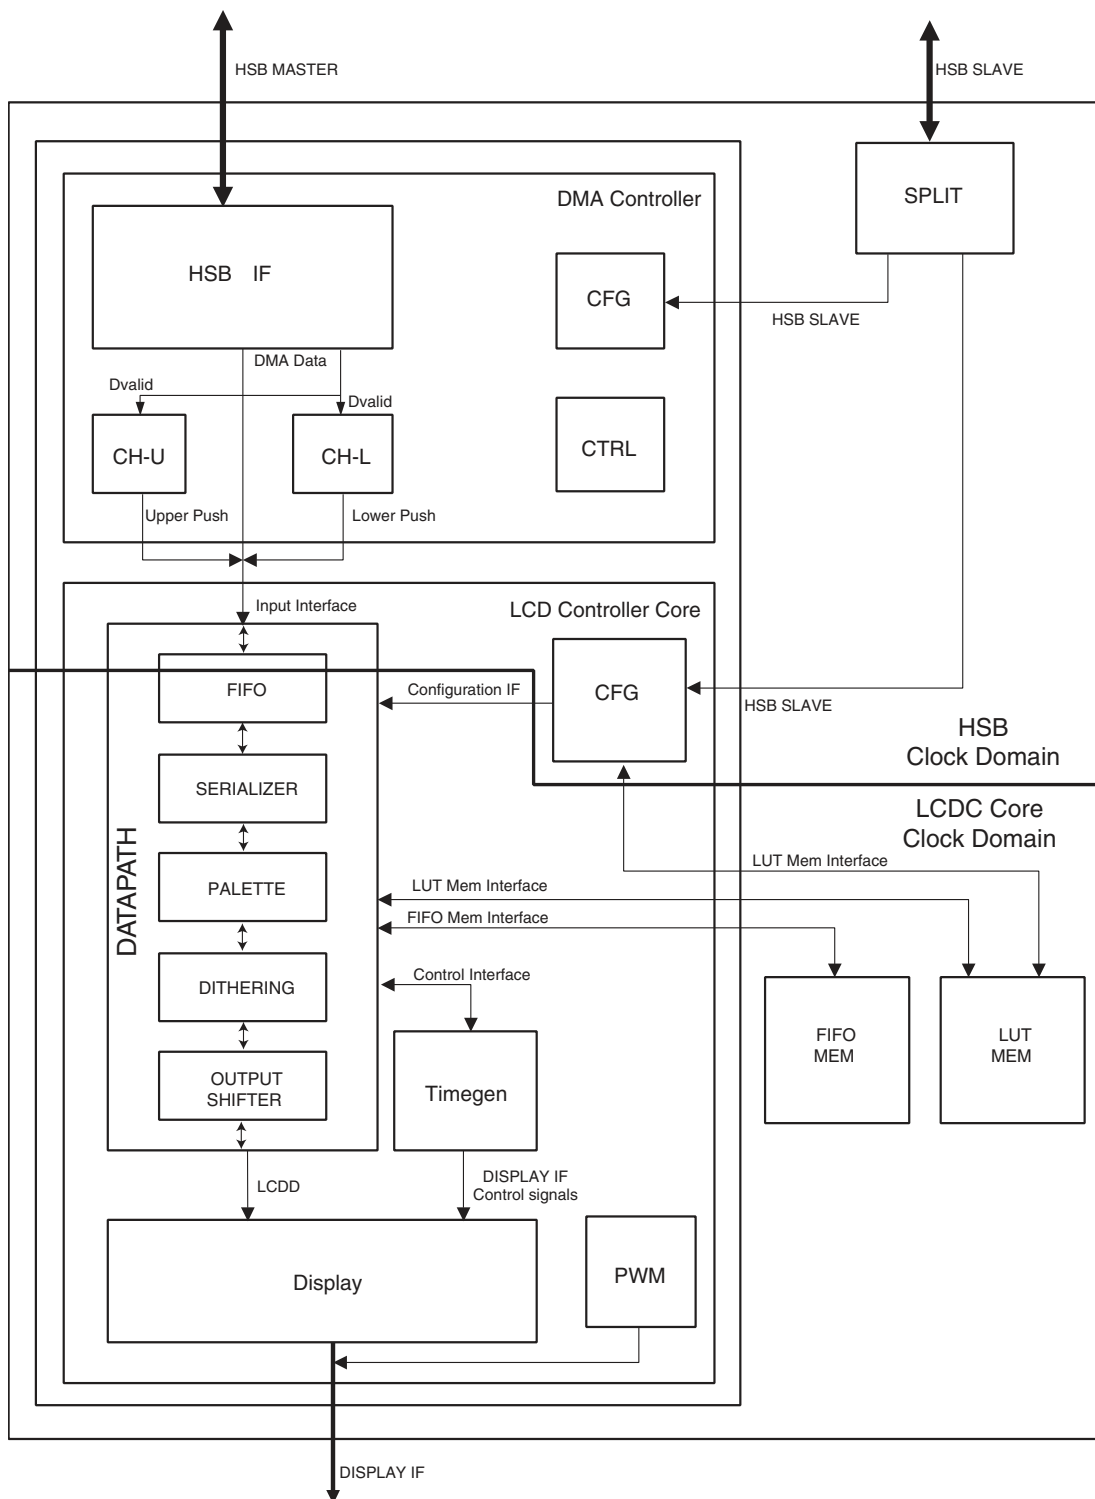 HSB MASTER
HSB SLAVE
DMA Controller
SPLIT
HSB IF
CFG
HSB SLAVE
DMA Data
Dvalid
Dvalid
CH-U
CH-L
CTRL
Upper Push
Lower Push
Input Interface
LCD Controller Core
FIFO
Configuration IF
CFG
HSB SLAVE
HSB
Clock Domain
SERIALIZER
LCDC Core
Clock Domain
DATAPATH
LUT Mem Interface
PALETTE
LUT Mem Interface
FIFO Mem Interface
DITHERING
Control Interface
FIFO
MEM
LUT
MEM
OUTPUT
SHIFTER
Timegen
LCDD
DISPLAY IF
Control signals
Display
PWM
DISPLAY IF